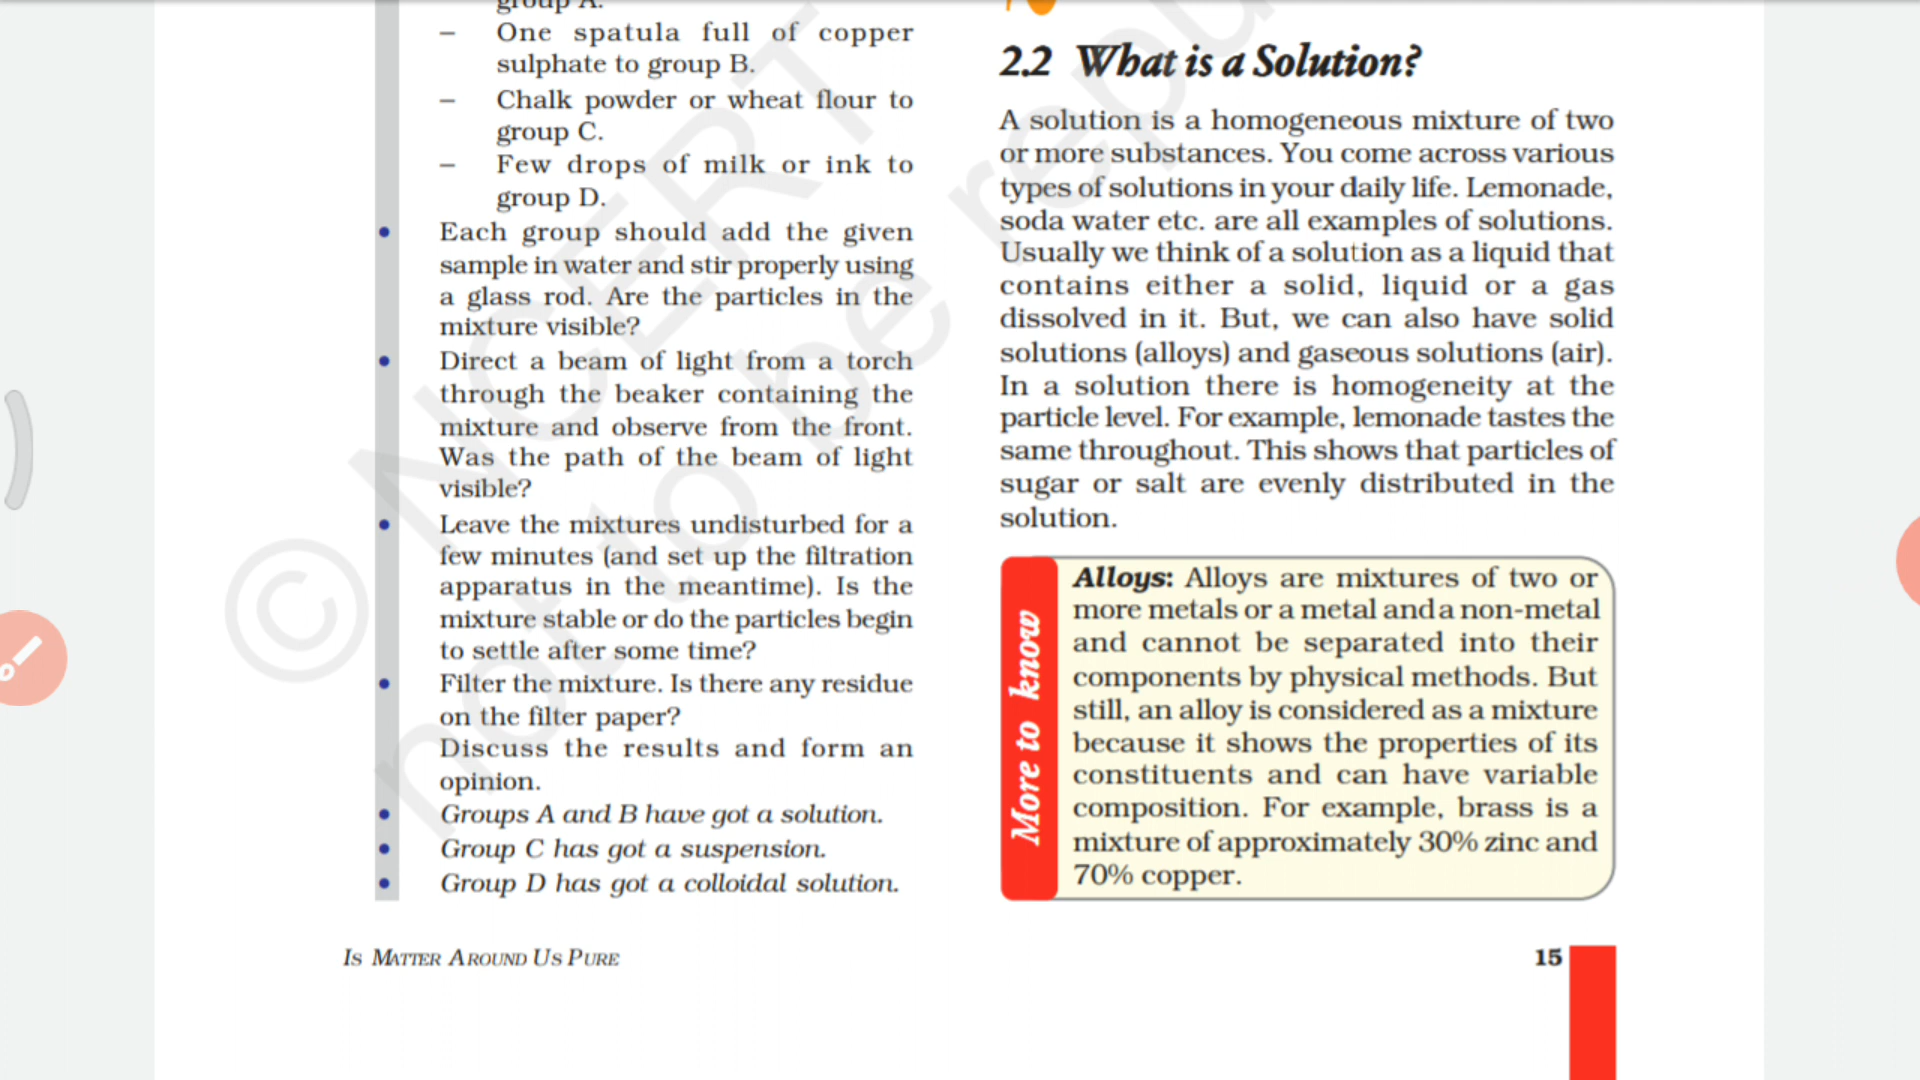 group A.
– One spatula full of copper
sulphate to group B.
– Chalk powder or wheat flour to
group C.
– Few drops of milk or ink to
group D.
• Each group should add the given
sample in water and stir properly using
a glass rod. Are the particles in the
mixture visible?
• Direct a beam of light from a torch
through the beaker containing the
mixture and observe from the front.
Was the path of the beam of light
visible?
• Leave the mixtures undisturbed for a
few minutes (and set up the filtration
apparatus in the meantime). Is the
mixture stable or do the particles begin
to settle after some time?
• Filter the mixture. Is there any residue
on the filter paper?
Discuss the results and form an
opinion.
• Groups A and B have got a solution.
• Group C has got a suspension.
• Group D has got a colloidal solution.
2.2 What is a Solution?
A solution is a homogeneous mixture of two
or more substances. You come across various
types of solutions in your daily life. Lemonade,
soda water etc. are all examples of solutions.
Usually we think of a solution as a liquid that
contains either a solid, liquid or a gas
dissolved in it. But, we can also have solid
solutions (alloys) and gaseous solutions (air).
In a solution there is homogeneity at the
particle level. For example, lemonade tastes the
same throughout. This shows that particles of
sugar or salt are evenly distributed in the
solution.
More to know
Alloys: Alloys are mixtures of two or
more metals or a metal and a non-metal
and cannot be separated into their
components by physical methods. But
still, an alloy is considered as a mixture
because it shows the properties of its
constituents and can have variable
composition. For example, brass is a
mixture of approximately 30% zinc and
70% copper.
IS MATTER AROUND US PURE
15
© NCERT
not to be